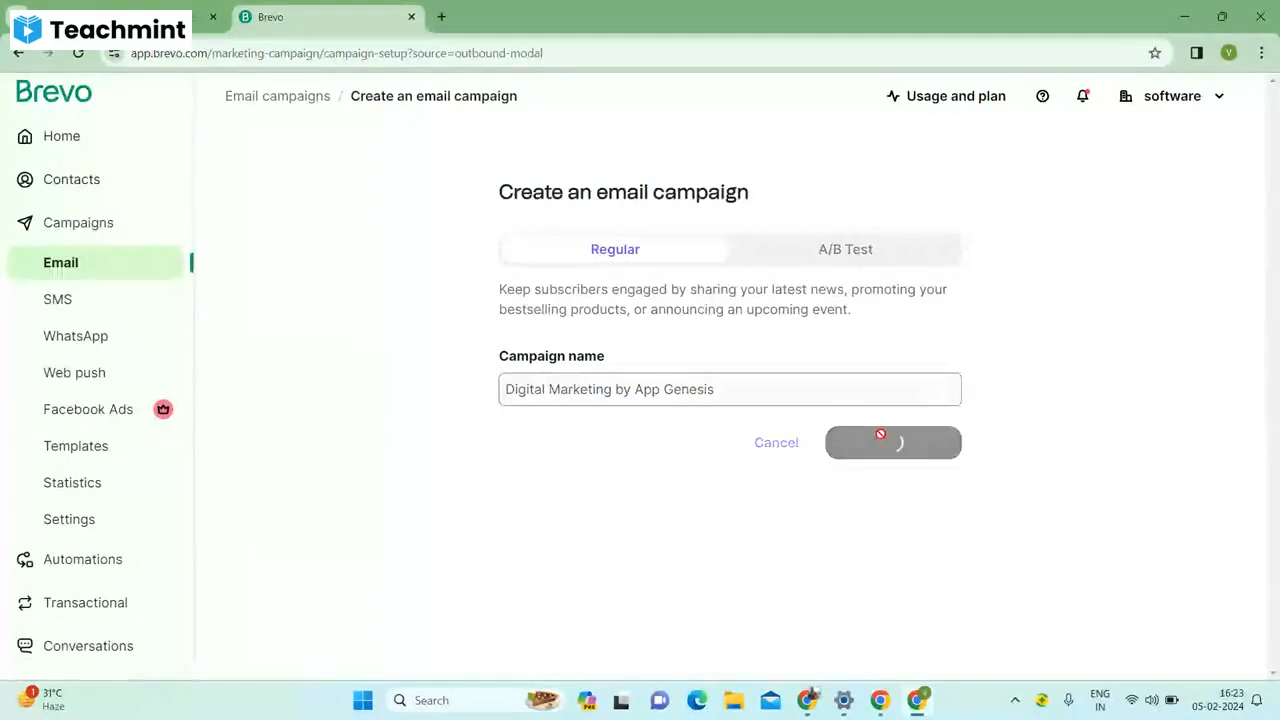 Teachmint
Brevo
app.brevo.com/marketing-campaign/campaign-setup?source=outbound-modal
Brevo
Email campaigns / Create an email campaign
Usage and plan
software
V
Home
Contacts
Campaigns
Email
SMS
WhatsApp
Web push
Facebook Ads
Templates
Statistics
Settings
Automations
Transactional
Conversations
Create an email campaign
Regular
A/B Test
Keep subscribers engaged by sharing your latest news, promoting your
bestselling products, or announcing an upcoming event.
Campaign name
Digital Marketing by App Genesis
Cancel
1
31°C
Haze
Search
ENG
IN
16:23
05-02-2024